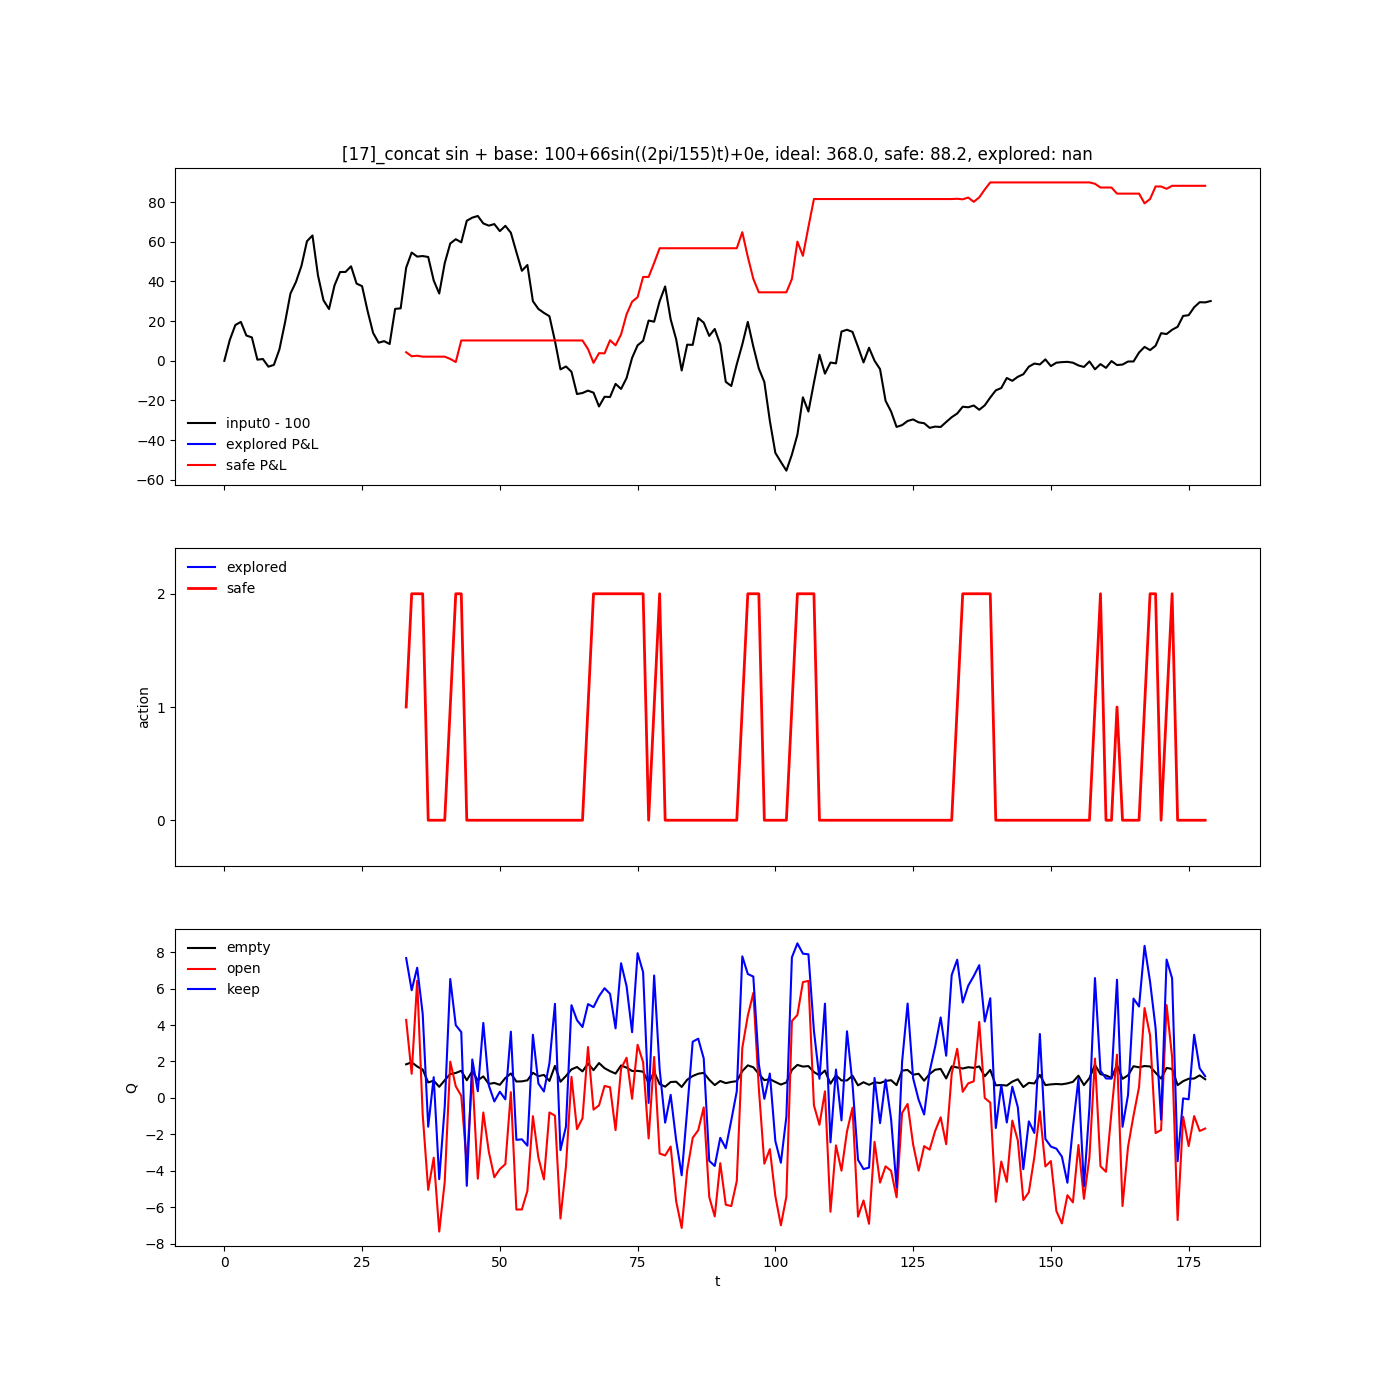 [17]_concat sin + base: 100+66sin((2pi/155)t)+0e, ideal: 368.0, safe: 88.2, explored: nan
80
60
40
20
0
−20
−40
−60
input0 - 100
explored P&L
safe P&L
action
2
1
0
explored
safe
Q
8
6
4
2
0
−2
−4
−6
−8
empty
open
keep
0 25 50 75 100 125 150 175
t